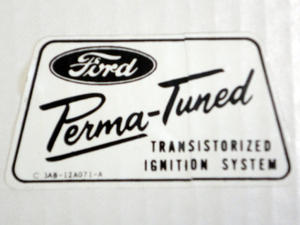 Ford
Perma-Tuned
TRANSISTORIZED
IGNITION SYSTEM
C 3AB-12A071-A